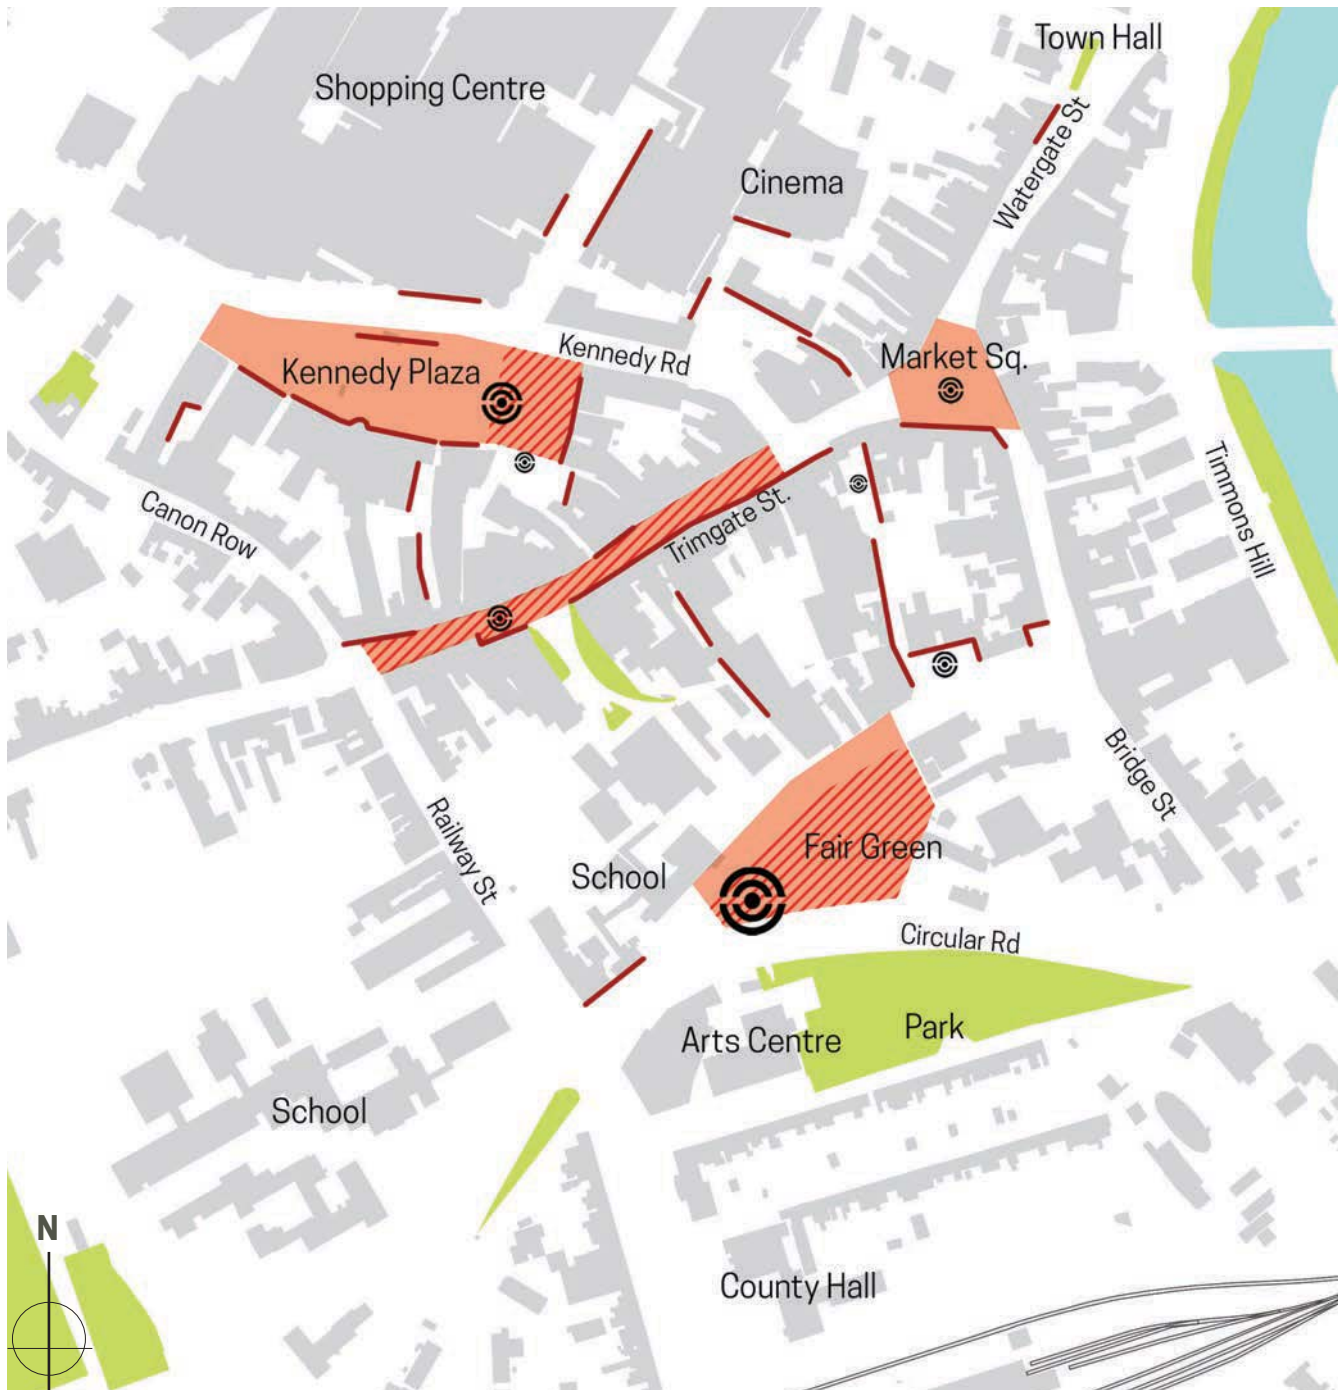 Town Hall
Shopping Centre
Watergate St
Cinema
Kennedy Rd
Market Sq.
Kennedy Plaza
Timmons Hill
Canon Row
Trimgate St.
Bridge St
Railway St
Fair Green
School
Circular Rd
Arts Centre
Park
School
N
County Hall